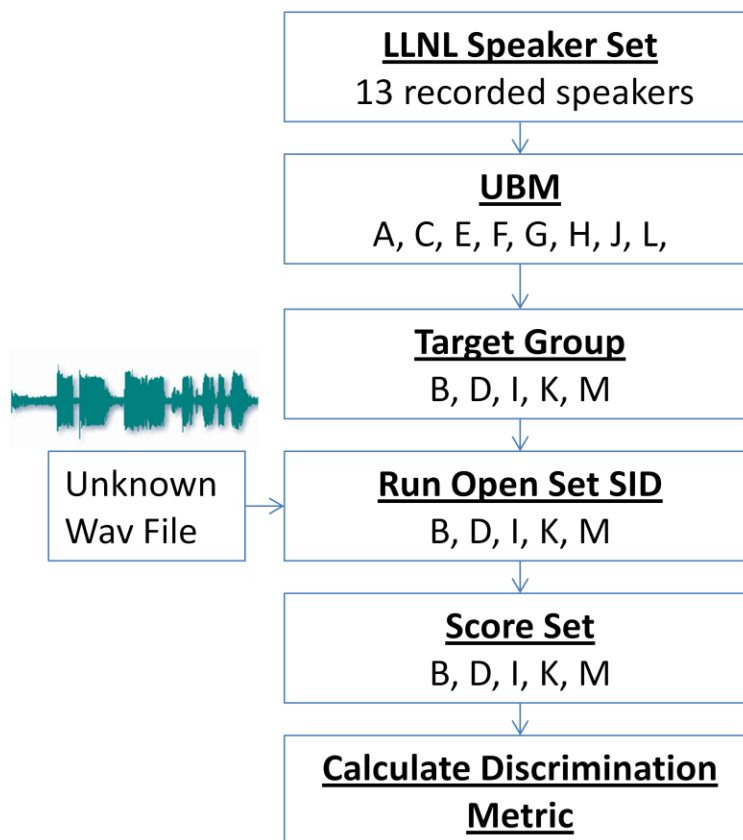 LLNL Speaker Set
13 recorded speakers
UBM
A, C, E, F, G, H, J, L,
Target Group
B, D, I, K, M
Unknown
Wav File
Run Open Set SID
B, D, I, K, M
Score Set
B, D, I, K, M
Calculate Discrimination
Metric